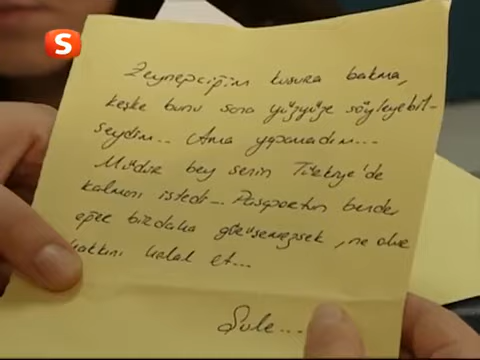 S
Zeynepciğim kusura bakma,
keşke bunu sana yüzyüze söyleyebil-
seydim... Ama yapamadım...
Müdür bey senin Türkiye'de
kalmanı istedi... Pasaportun bende,
eğer birdaha görüşemezsek, ne olur
hakkını helal et...
Şule...